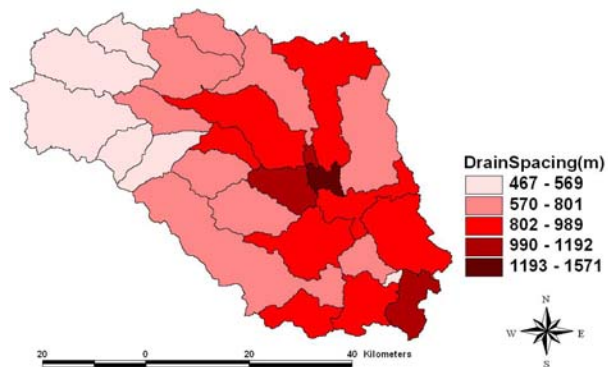 DrainSpacing(m)
467 - 569
570 - 801
802 - 989
990 - 1192
1193 - 1571
N
W E
S
20 0 20 40 Kilometers